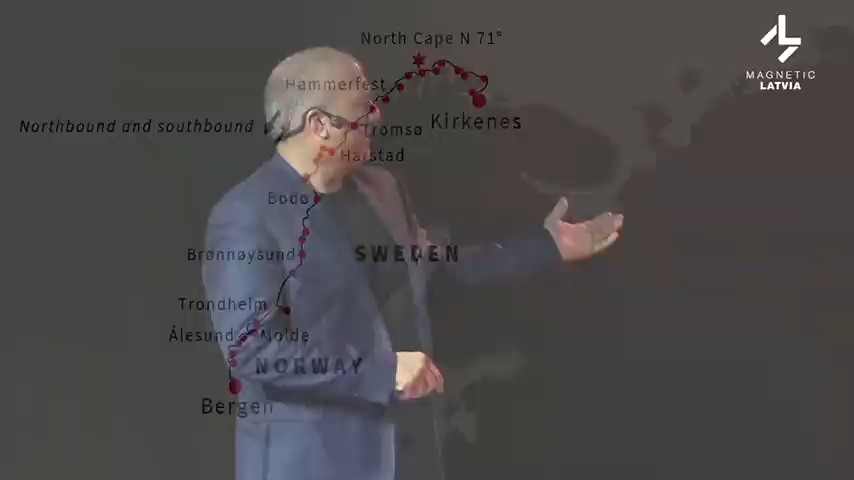 North Cape N 71°
MAGNETIC
LATVIA
Hammerfest
Northbound and southbound
Tromsø
Kirkenes
Harstad
Bodø
Brønnøysund
SWEDEN
Trondheim
Ålesund
Molde
NORWAY
Bergen